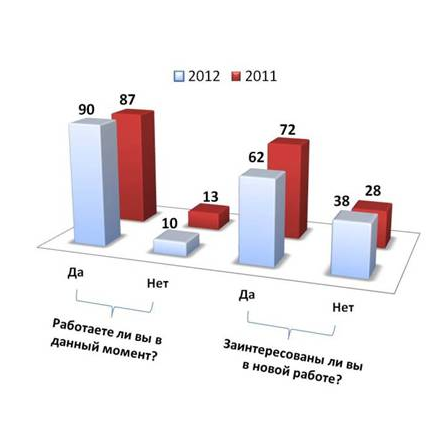 2012 2011
90 87
10 13
62 72
38 28
Да Нет Да Нет
Работаете ли вы в
данный момент?
Заинтересованы ли вы
в новой работе?